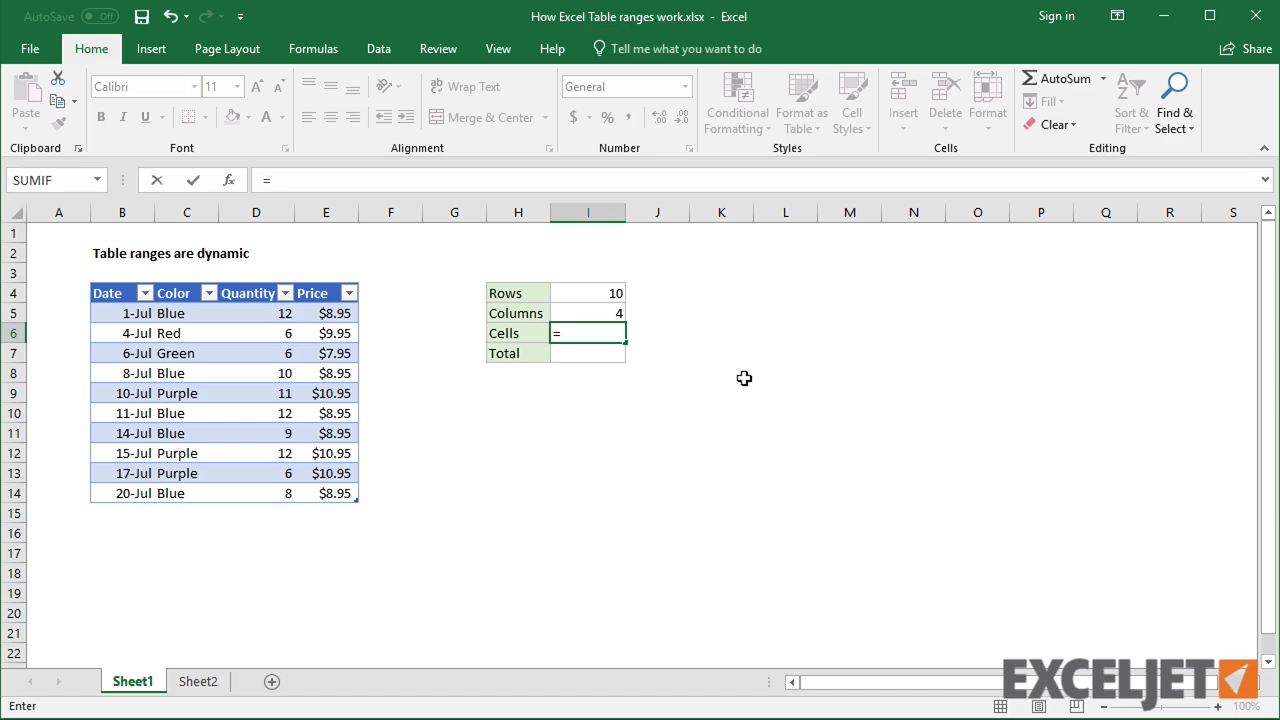 AutoSave Off
How Excel Table ranges work.xlsx - Excel
Sign in
File Home Insert Page Layout Formulas Data Review View Help Tell me what you want to do Share
Paste
Calibri 11
B I U A
Wrap Text
Merge & Center
General
$ % ,
Conditional Formatting
Format as Table
Cell Styles
Insert Delete Format
AutoSum
Fill
Clear
Sort & Filter
Find & Select
Clipboard Font Alignment Number Styles Cells Editing
SUMIF fx =
A B C D E F G H I J K L M N O P Q R S
1
2 Table ranges are dynamic
3
4 Date Color Quantity Price Rows 10
5 1-Jul Blue 12 $8.95 Columns 4
6 4-Jul Red 6 $9.95 Cells =
7 6-Jul Green 6 $7.95 Total
8 8-Jul Blue 10 $8.95
9 10-Jul Purple 11 $10.95
10 11-Jul Blue 12 $8.95
11 14-Jul Blue 9 $8.95
12 15-Jul Purple 12 $10.95
13 17-Jul Purple 6 $10.95
14 20-Jul Blue 8 $8.95
15
16
17
18
19
20
21
22
Sheet1 Sheet2
EXCELJET
Enter 100%